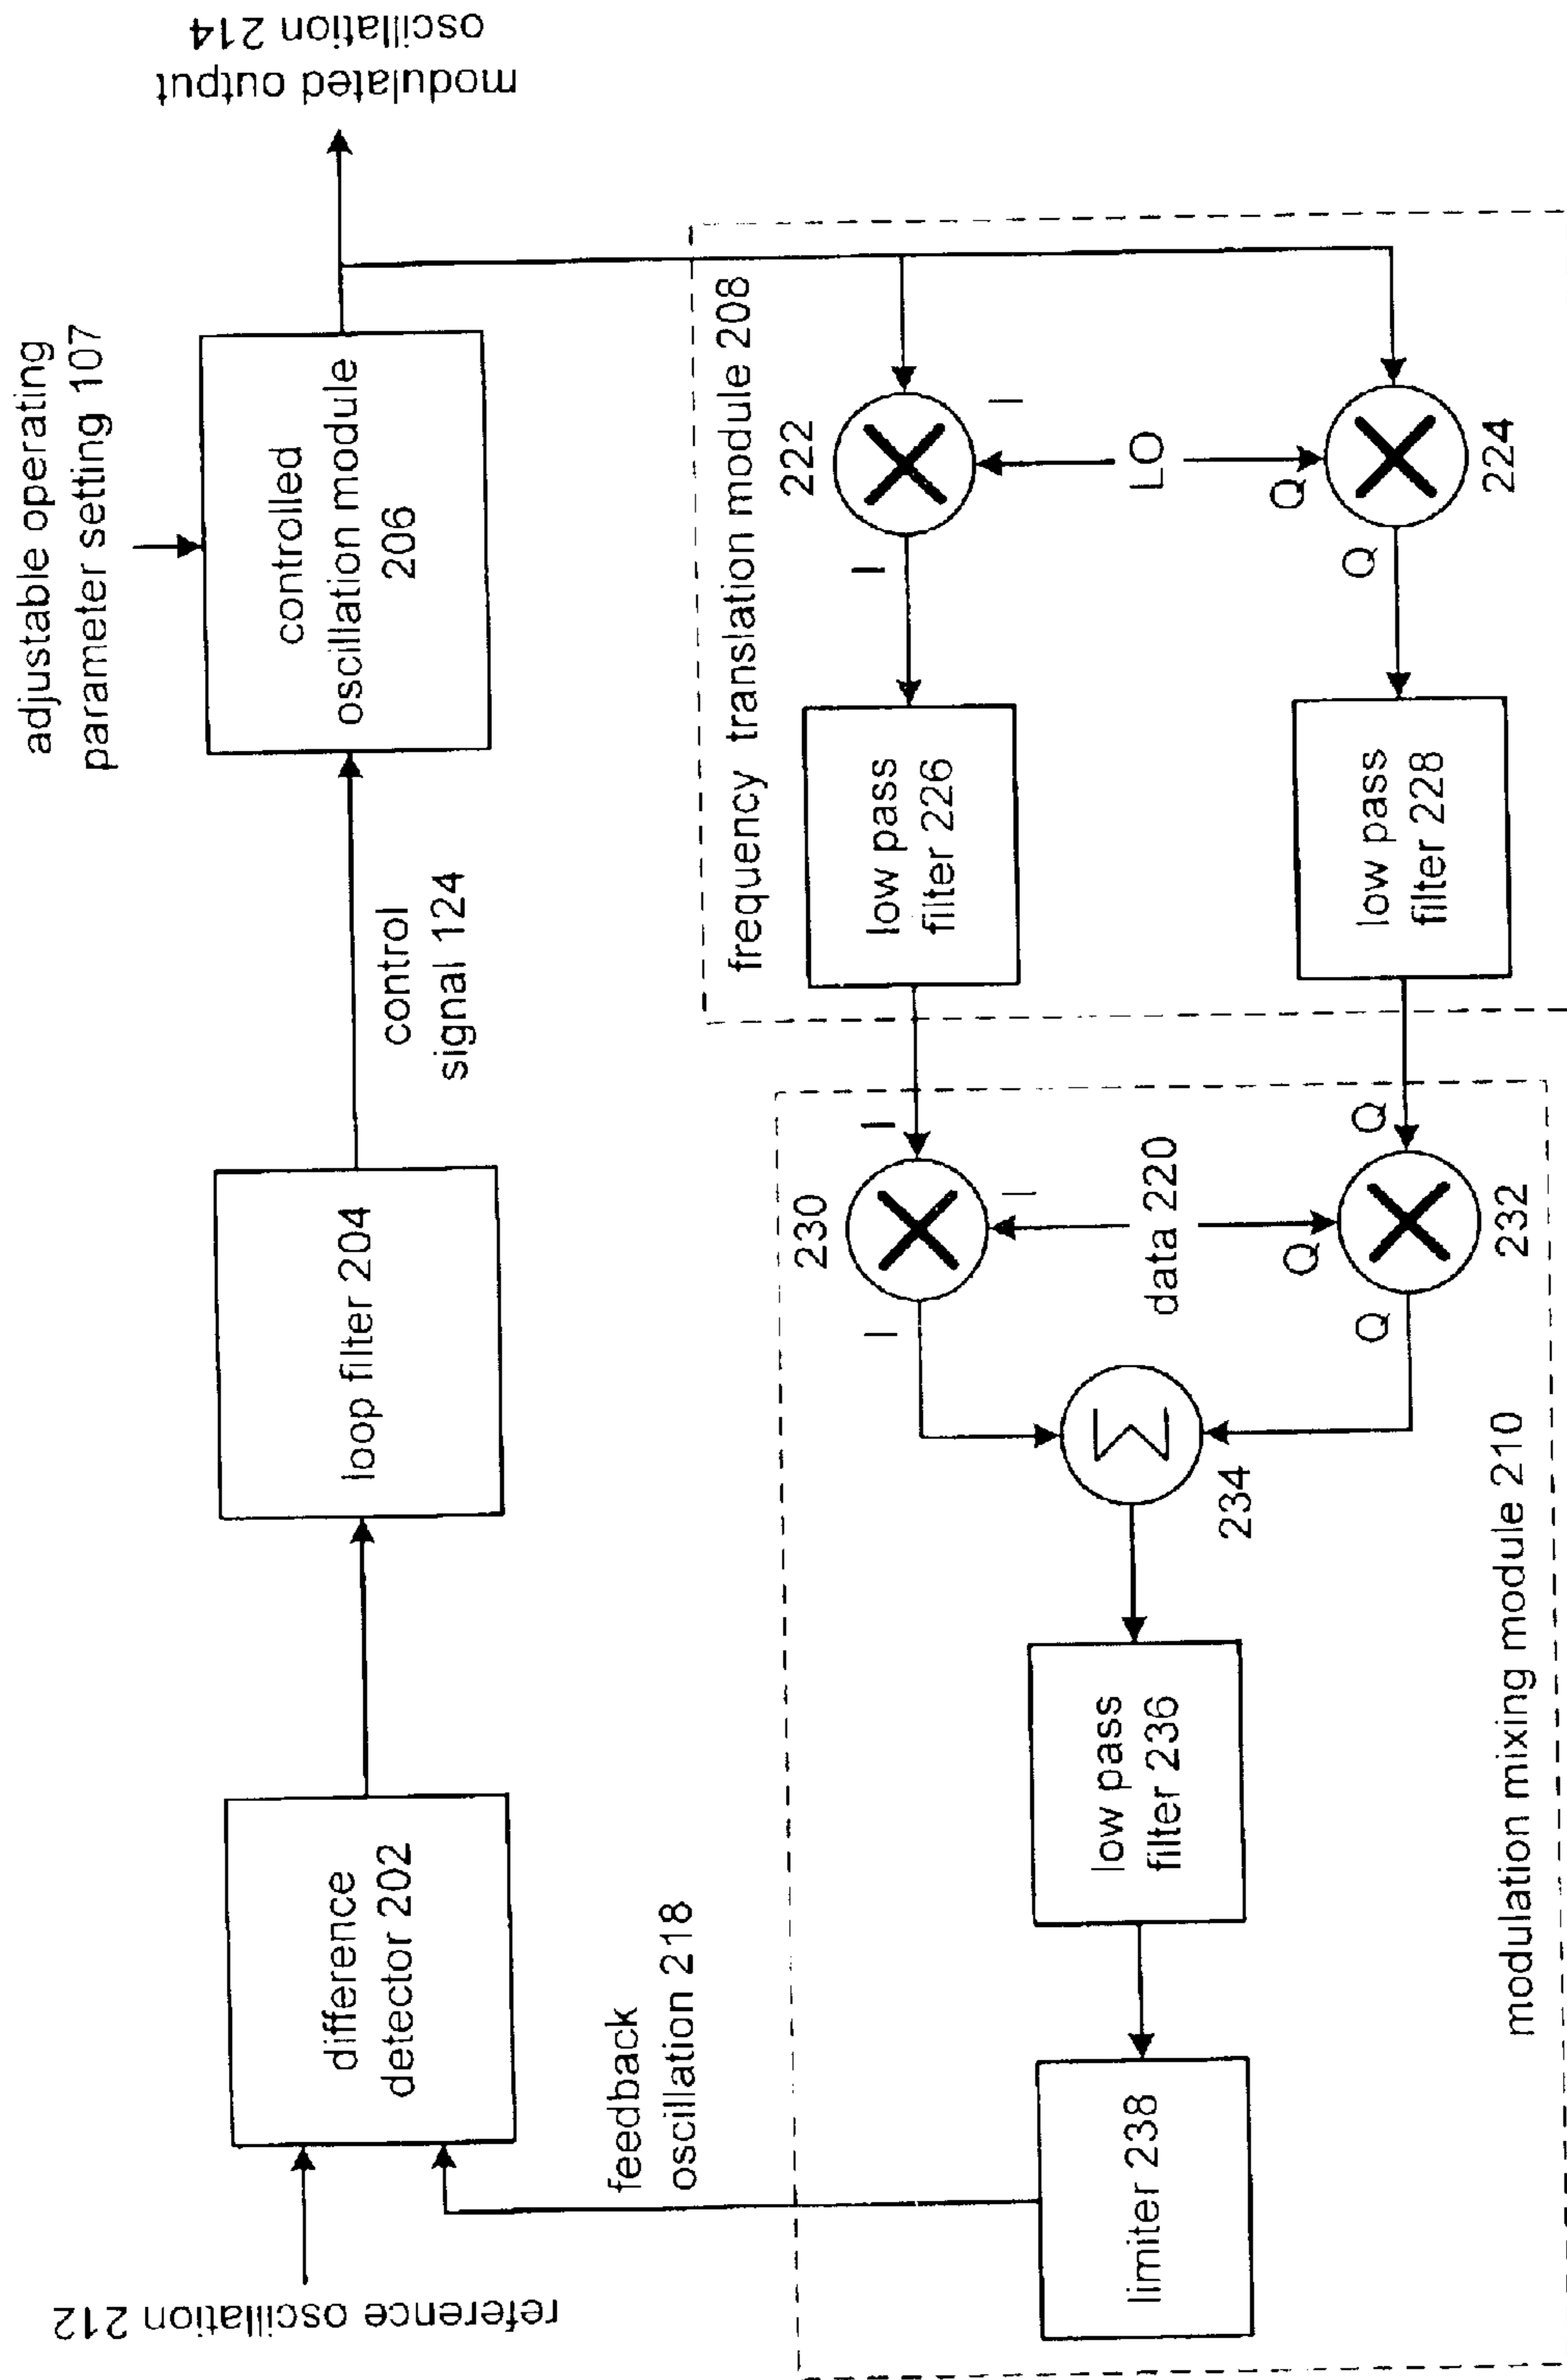 reference oscillation 212
difference
detector 202
loop filter 204
control
signal 124
adjustable operating
parameter setting 107
controlled
oscillation module
206
modulated output
oscillation 214
feedback
oscillation 218
frequency translation module 208
222
I
I
LO
Q
Q
224
low pass
filter 226
low pass
filter 228
230
I
I
I
data 220
Q
Q
Q
232
Σ
234
low pass
filter 236
limiter 238
modulation mixing module 210